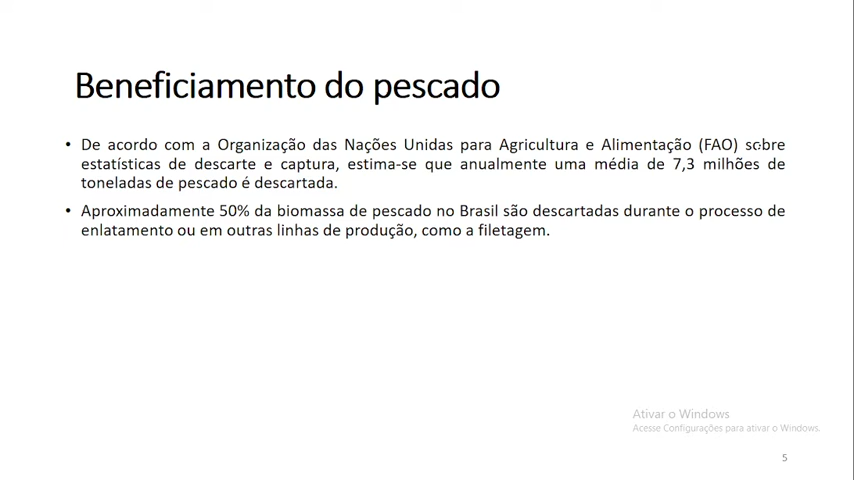 Beneficiamento do pescado
• De acordo com a Organização das Nações Unidas para Agricultura e Alimentação (FAO) sobre
estatísticas de descarte e captura, estima-se que anualmente uma média de 7,3 milhões de
toneladas de pescado é descartada.
• Aproximadamente 50% da biomassa de pescado no Brasil são descartadas durante o processo de
enlatamento ou em outras linhas de produção, como a filetagem.
Ativar o Windows
Acesse Configurações para ativar o Windows.
5